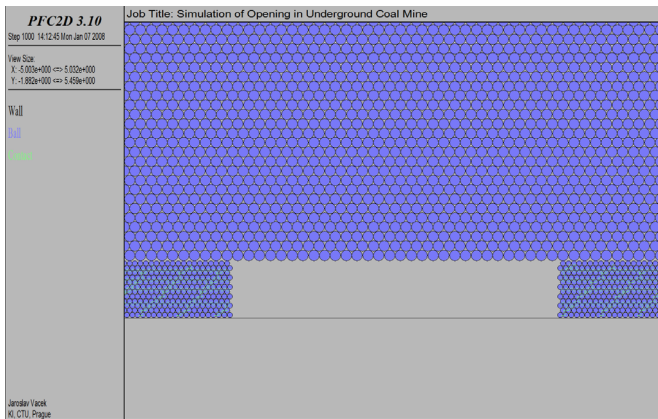 PFC2D 3.10
Step 1000 14:12:45 Mon Jan 07 2008
View Size:
X: -5.003e+000 <=> 5.032e+000
Y: -1.882e+000 <=> 5.459e+000
Wall
Ball
Contact
Jaroslav Vacek
KI, CTU, Prague
Job Title: Simulation of Opening in Underground Coal Mine